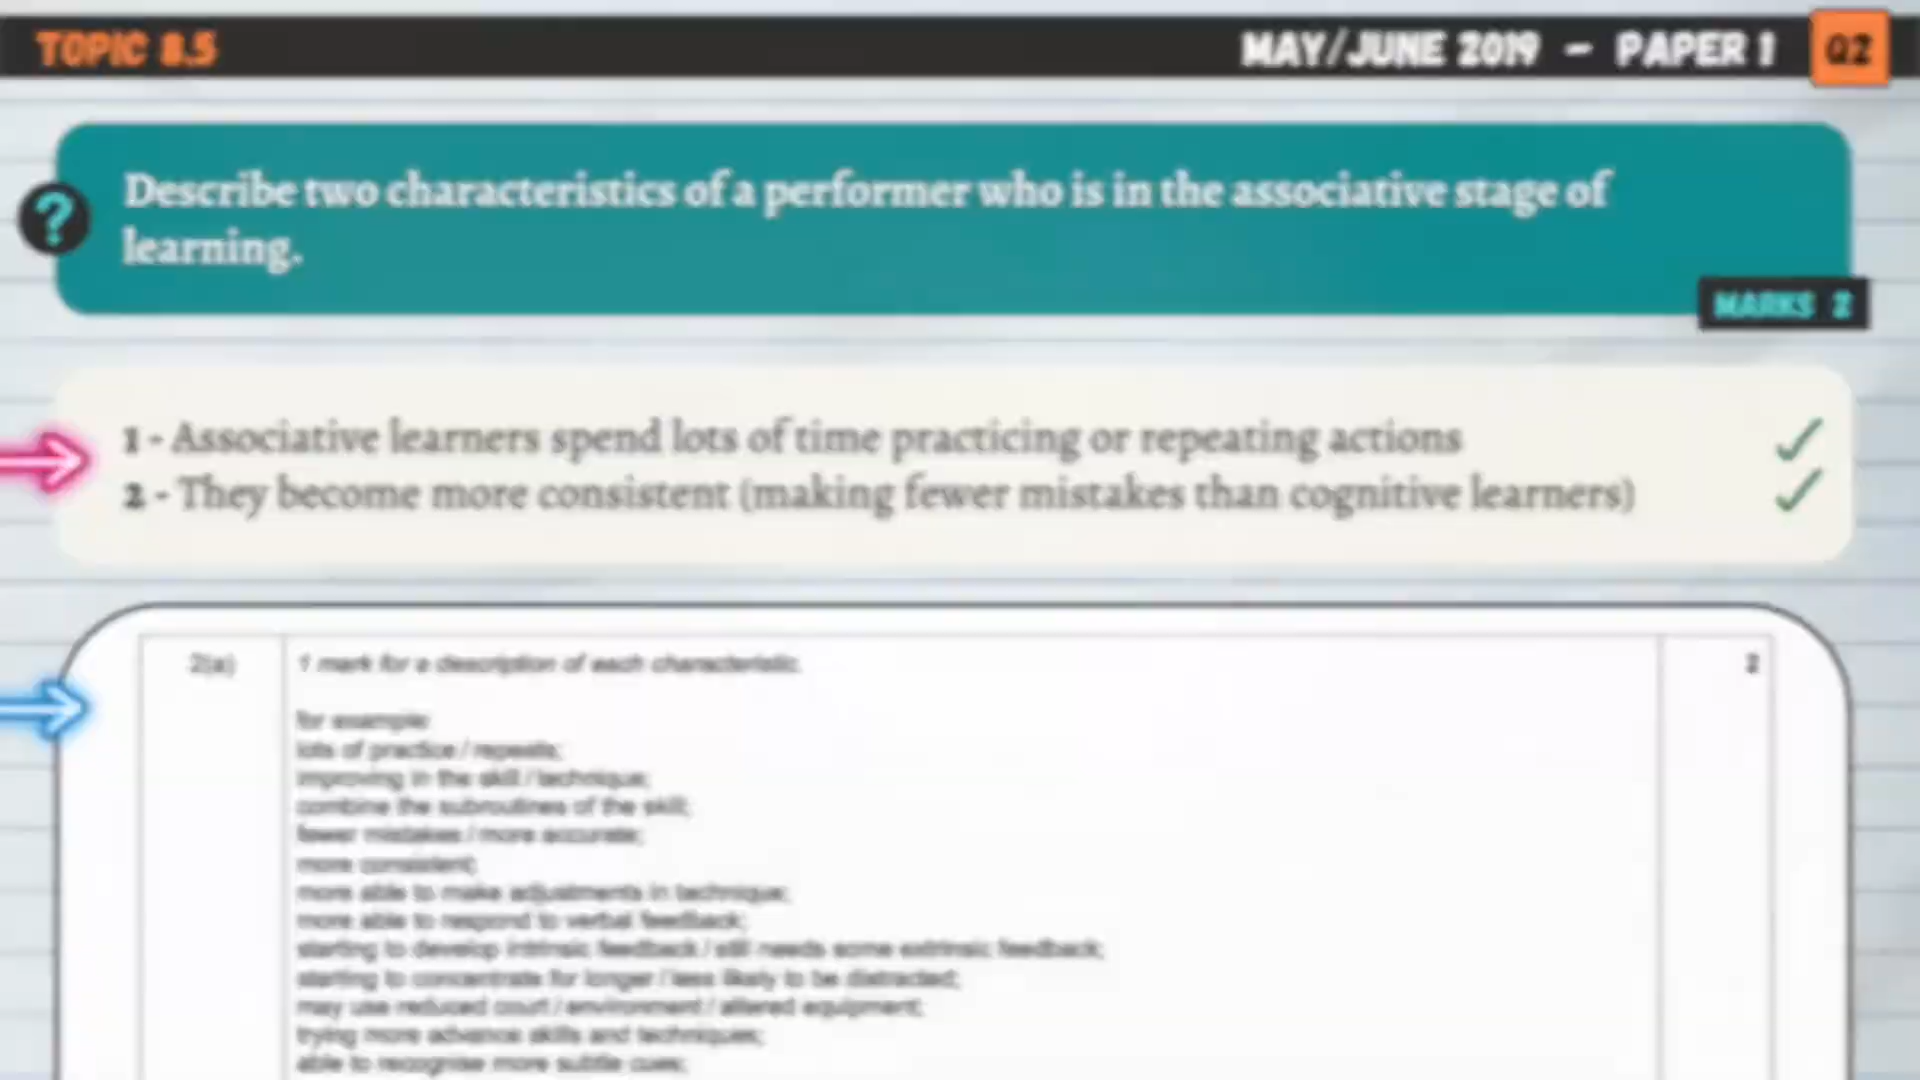 TOPIC 8.5
MAY/JUNE 2019 - PAPER 1
Q2
?
Describe two characteristics of a performer who is in the associative stage of
learning.
MARKS 2
1 - Associative learners spend lots of time practicing or repeating actions
2 - They become more consistent (making fewer mistakes than cognitive learners)
2(a)
1 mark for a description of each characteristic.
2
for example:
lots of practice / repeats;
improving in the skill / technique;
combine the subroutines of the skill;
fewer mistakes / more accurate;
more consistent;
more able to make adjustments in technique;
more able to respond to verbal feedback;
starting to develop intrinsic feedback / still needs some extrinsic feedback;
starting to concentrate for longer / less likely to be distracted;
may use reduced court / environment / altered equipment;
trying more advance skills and techniques;
able to recognise more subtle cues;